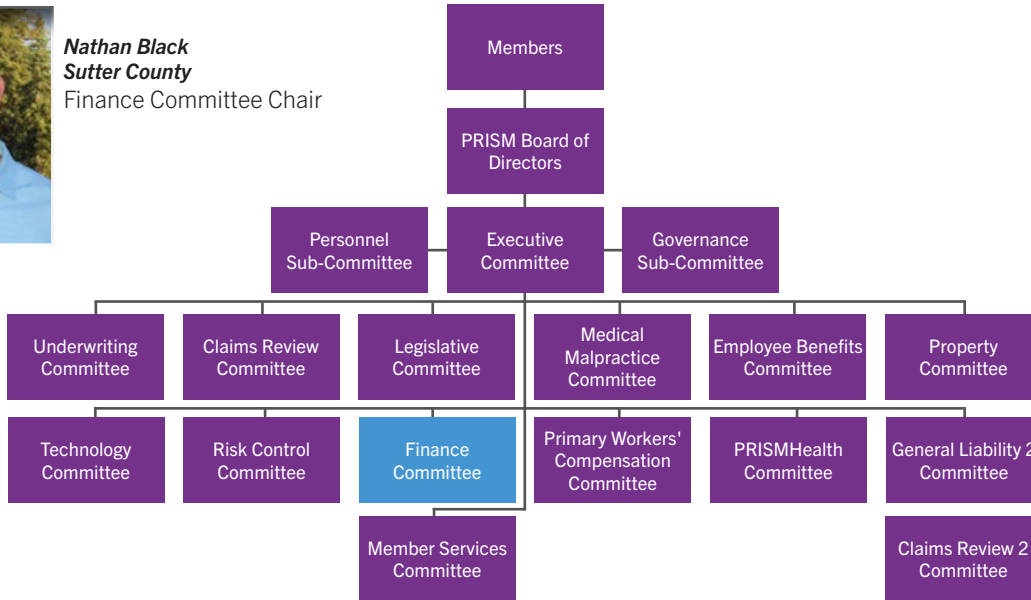 Nathan Black
Sutter County
Finance Committee Chair
Members
PRISM Board of
Directors
Personnel
Sub-Committee
Executive
Committee
Governance
Sub-Committee
Underwriting
Committee
Claims Review
Committee
Legislative
Committee
Medical
Malpractice
Committee
Employee Benefits
Committee
Property
Committee
Technology
Committee
Risk Control
Committee
Finance
Committee
Primary Workers'
Compensation
Committee
PRISMHealth
Committee
General Liability 2
Committee
Member Services
Committee
Claims Review 2
Committee